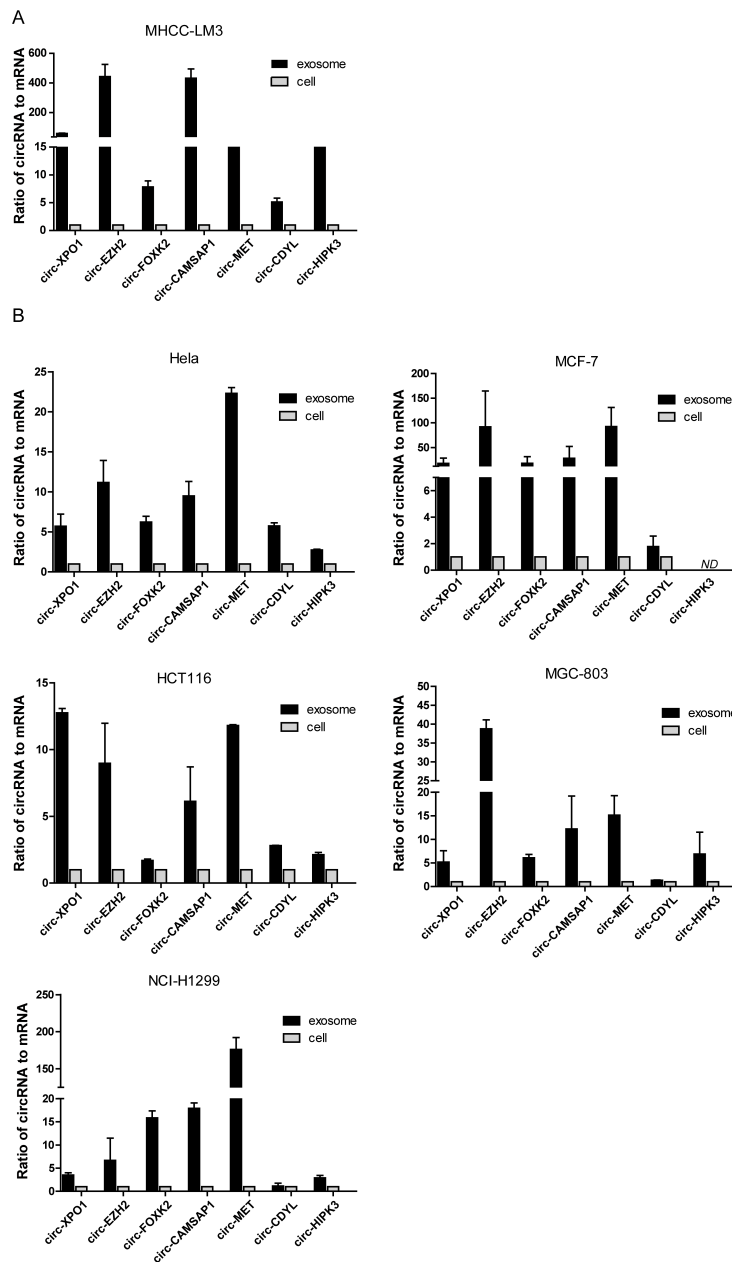 A
MHCC-LM3
Ratio of circRNA to mRNA
600
400
200
15
10
5
0
exosome
cell
circ-XPO1
circ-EZH2
circ-FOXK2
circ-CAMSAP1
circ-MET
circ-CDYL
circ-HIPK3
B
Hela
Ratio of circRNA to mRNA
25
20
15
10
5
0
exosome
cell
circ-XPO1
circ-EZH2
circ-FOXK2
circ-CAMSAP1
circ-MET
circ-CDYL
circ-HIPK3
MCF-7
Ratio of circRNA to mRNA
200
150
100
50
6
4
2
0
exosome
cell
ND
circ-XPO1
circ-EZH2
circ-FOXK2
circ-CAMSAP1
circ-MET
circ-CDYL
circ-HIPK3
HCT116
Ratio of circRNA to mRNA
15
10
5
0
exosome
cell
circ-XPO1
circ-EZH2
circ-FOXK2
circ-CAMSAP1
circ-MET
circ-CDYL
circ-HIPK3
MGC-803
Ratio of circRNA to mRNA
50
45
40
35
30
25
20
15
10
5
0
exosome
cell
circ-XPO1
circ-EZH2
circ-FOXK2
circ-CAMSAP1
circ-MET
circ-CDYL
circ-HIPK3
NCI-H1299
Ratio of circRNA to mRNA
250
200
150
20
15
10
5
0
exosome
cell
circ-XPO1
circ-EZH2
circ-FOXK2
circ-CAMSAP1
circ-MET
circ-CDYL
circ-HIPK3